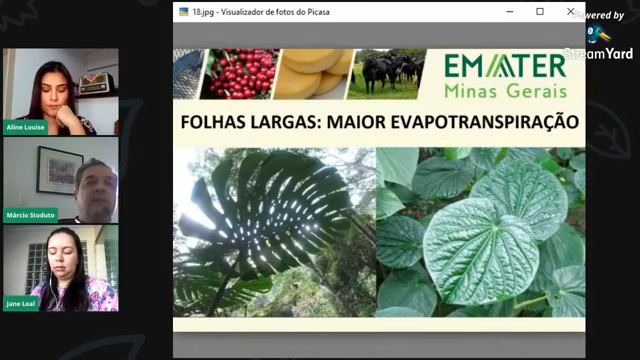 18.jpg - Visualizador de fotos do Picasa
Powered by
StreamYard
EMATER
Minas Gerais
FOLHAS LARGAS: MAIOR EVAPOTRANSPIRAÇÃO
Aline Louise
Márcio Stoduto
Jane Leal